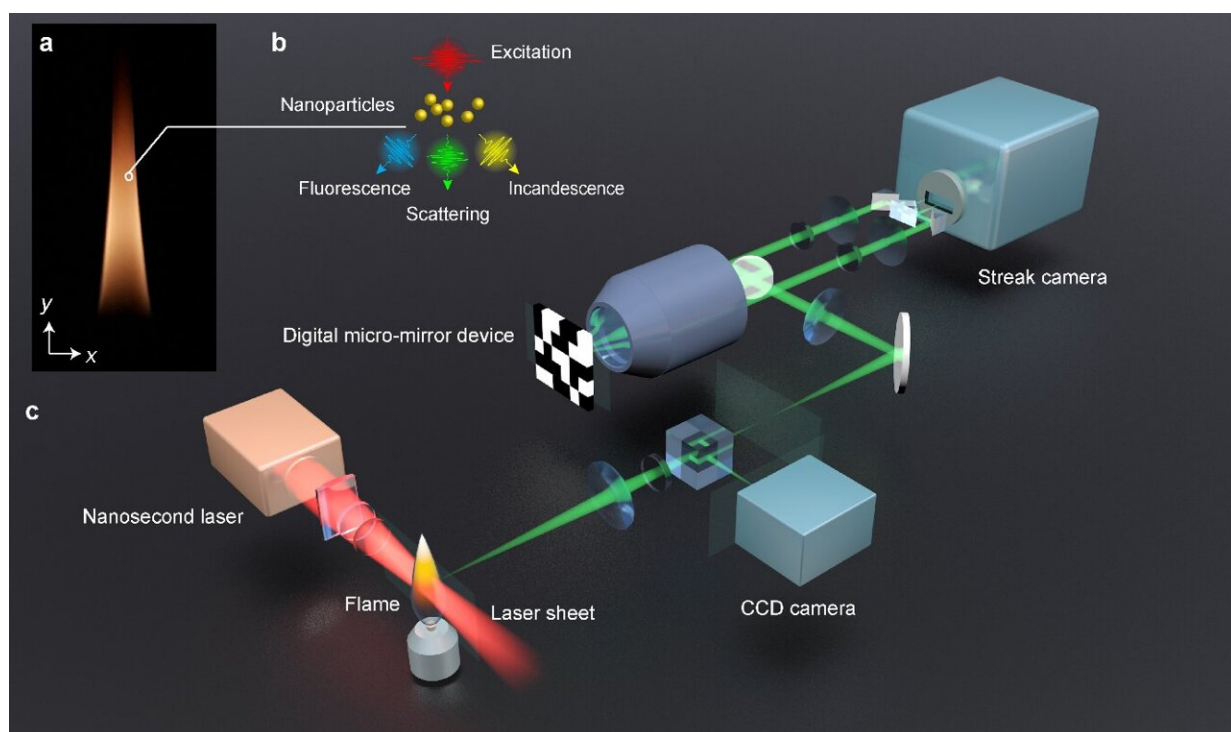 a
b
Excitation
Nanoparticles
Fluorescence
Incandescence
Scattering
y
x
Streak camera
Digital micro-mirror device
c
Nanosecond laser
Flame
Laser sheet
CCD camera